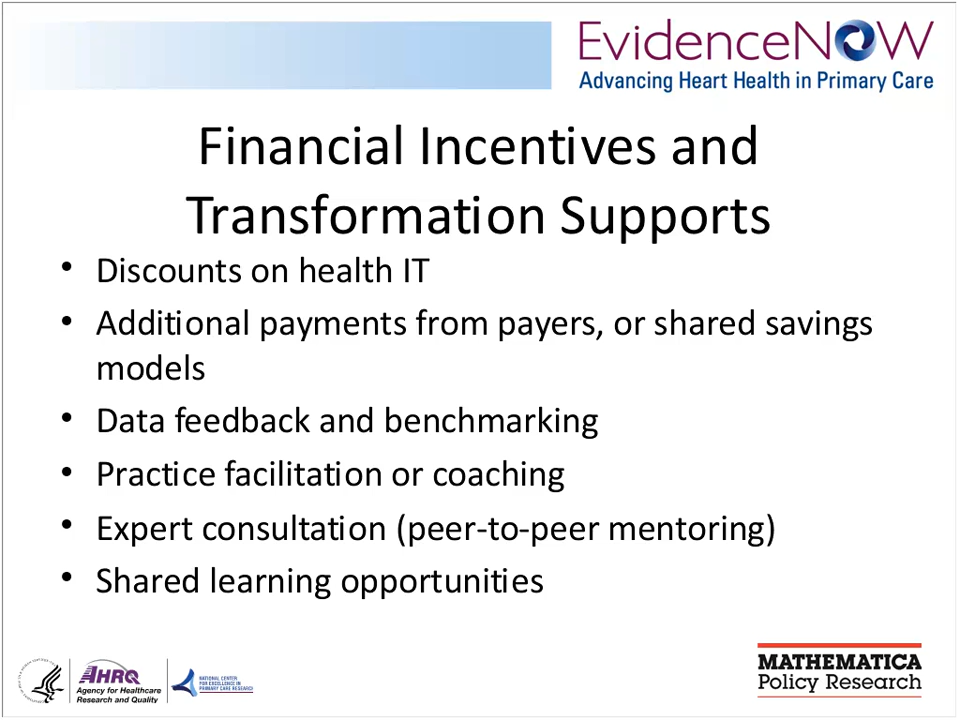 EvidenceNOW
Advancing Heart Health in Primary Care
Financial Incentives and
Transformation Supports
• Discounts on health IT
• Additional payments from payers, or shared savings
models
• Data feedback and benchmarking
• Practice facilitation or coaching
• Expert consultation (peer-to-peer mentoring)
• Shared learning opportunities
AHRQ
Agency for Healthcare
Research and Quality
NATIONAL CENTER
FOR EXCELLENCE IN
PRIMARY CARE RESEARCH
MATHEMATICA
Policy Research